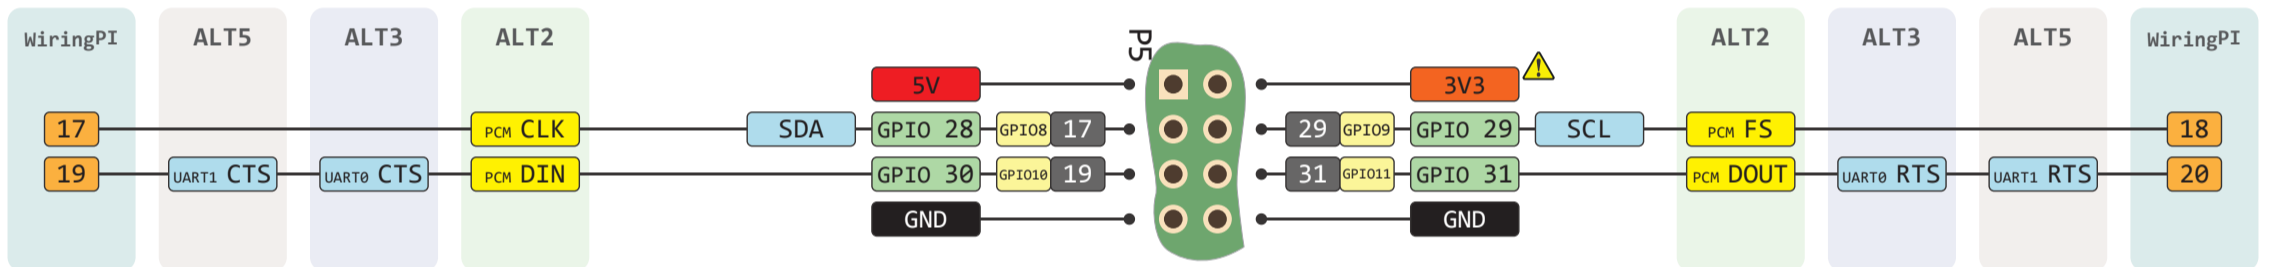 WiringPI ALT5 ALT3 ALT2 P5 ALT2 ALT3 ALT5 WiringPI
5V 3V3
17 PCM CLK SDA GPIO 28 GPIO8 17 29 GPIO9 GPIO 29 SCL PCM FS 18
19 UART1 CTS UART0 CTS PCM DIN GPIO 30 GPIO10 19 31 GPIO11 GPIO 31 PCM DOUT UART0 RTS UART1 RTS 20
GND GND